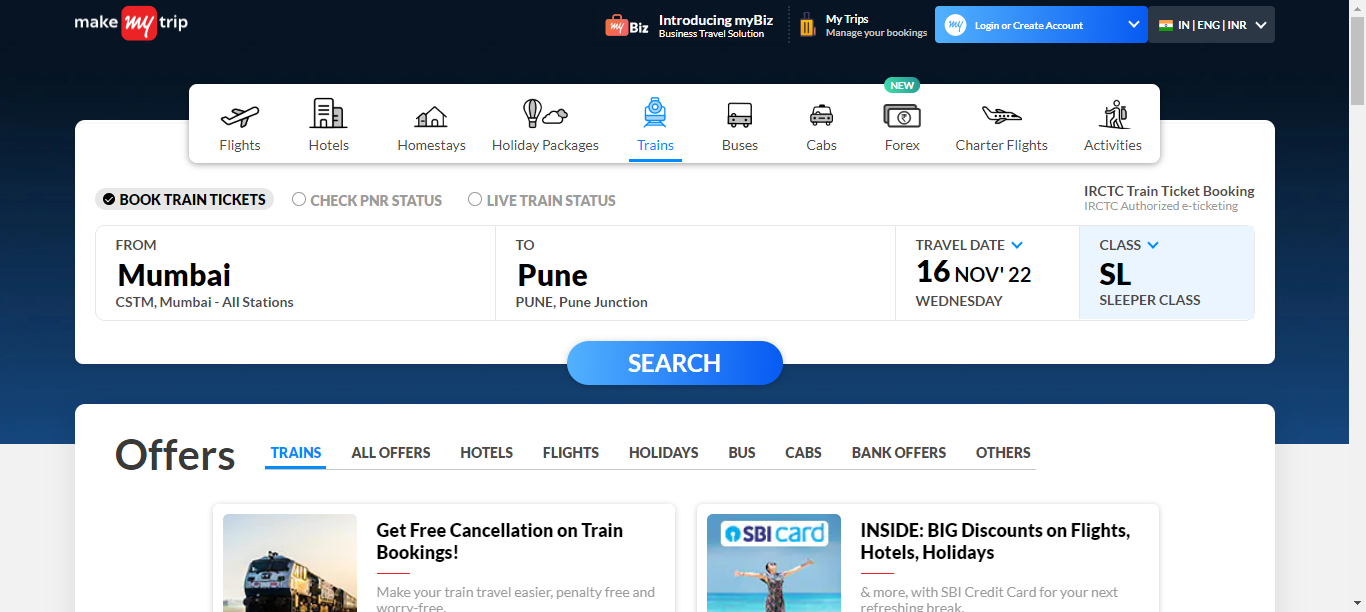 make my trip
my Biz
Introducing myBiz
Business Travel Solution
My Trips
Manage your bookings
my
Login or Create Account
IN | ENG | INR
NEW
Flights
Hotels
Homestays
Holiday Packages
Trains
Buses
Cabs
Forex
Charter Flights
Activities
BOOK TRAIN TICKETS
CHECK PNR STATUS
LIVE TRAIN STATUS
IRCTC Train Ticket Booking
IRCTC Authorized e-ticketing
FROM
Mumbai
CSTM, Mumbai - All Stations
TO
Pune
PUNE, Pune Junction
TRAVEL DATE
16 NOV' 22
WEDNESDAY
CLASS
SL
SLEEPER CLASS
SEARCH
Offers
TRAINS
ALL OFFERS
HOTELS
FLIGHTS
HOLIDAYS
BUS
CABS
BANK OFFERS
OTHERS
Get Free Cancellation on Train
Bookings!
Make your train travel easier, penalty free and
worry-free.
SBI card
INSIDE: BIG Discounts on Flights,
Hotels, Holidays
& more, with SBI Credit Card for your next
refreshing break.